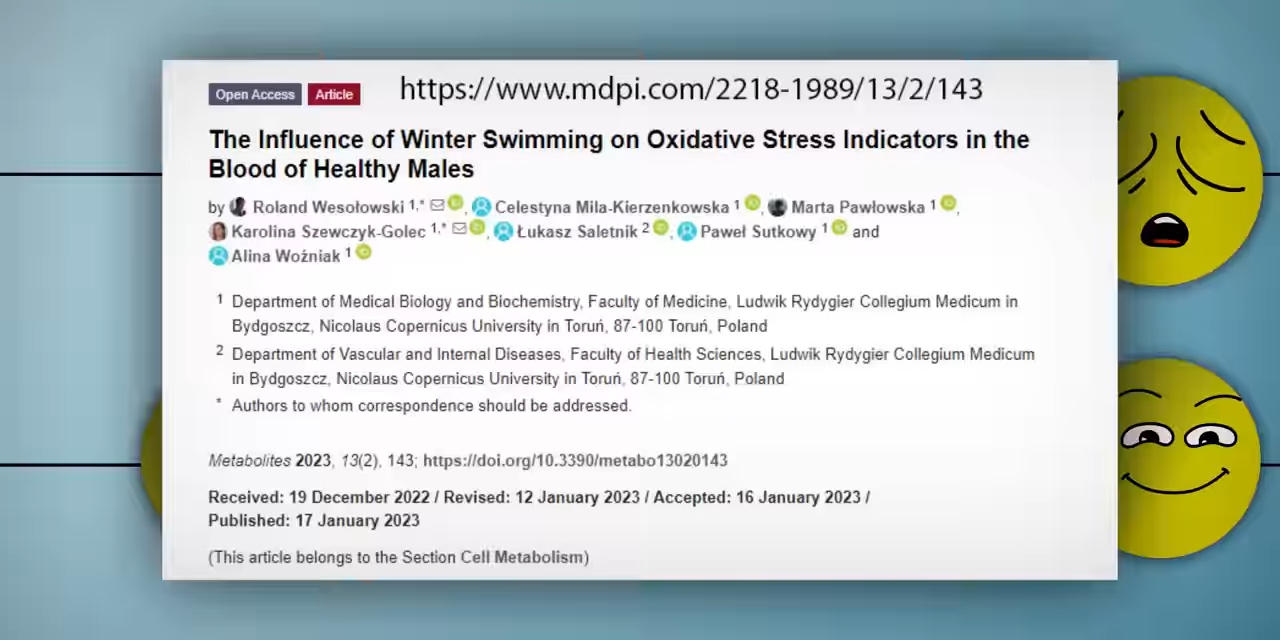 Open Access Article https://www.mdpi.com/2218-1989/13/2/143
The Influence of Winter Swimming on Oxidative Stress Indicators in the
Blood of Healthy Males
by Roland Wesołowski 1,* , Celestyna Mila-Kierzenkowska 1 , Marta Pawłowska 1 ,
Karolina Szewczyk-Golec 1,* , Łukasz Saletnik 2 , Paweł Sutkowy 1 and
Alina Woźniak 1
1 Department of Medical Biology and Biochemistry, Faculty of Medicine, Ludwik Rydygier Collegium Medicum in
Bydgoszcz, Nicolaus Copernicus University in Toruń, 87-100 Toruń, Poland
2 Department of Vascular and Internal Diseases, Faculty of Health Sciences, Ludwik Rydygier Collegium Medicum
in Bydgoszcz, Nicolaus Copernicus University in Toruń, 87-100 Toruń, Poland
* Authors to whom correspondence should be addressed.
Metabolites 2023, 13(2), 143; https://doi.org/10.3390/metabo13020143
Received: 19 December 2022 / Revised: 12 January 2023 / Accepted: 16 January 2023 /
Published: 17 January 2023
(This article belongs to the Section Cell Metabolism)